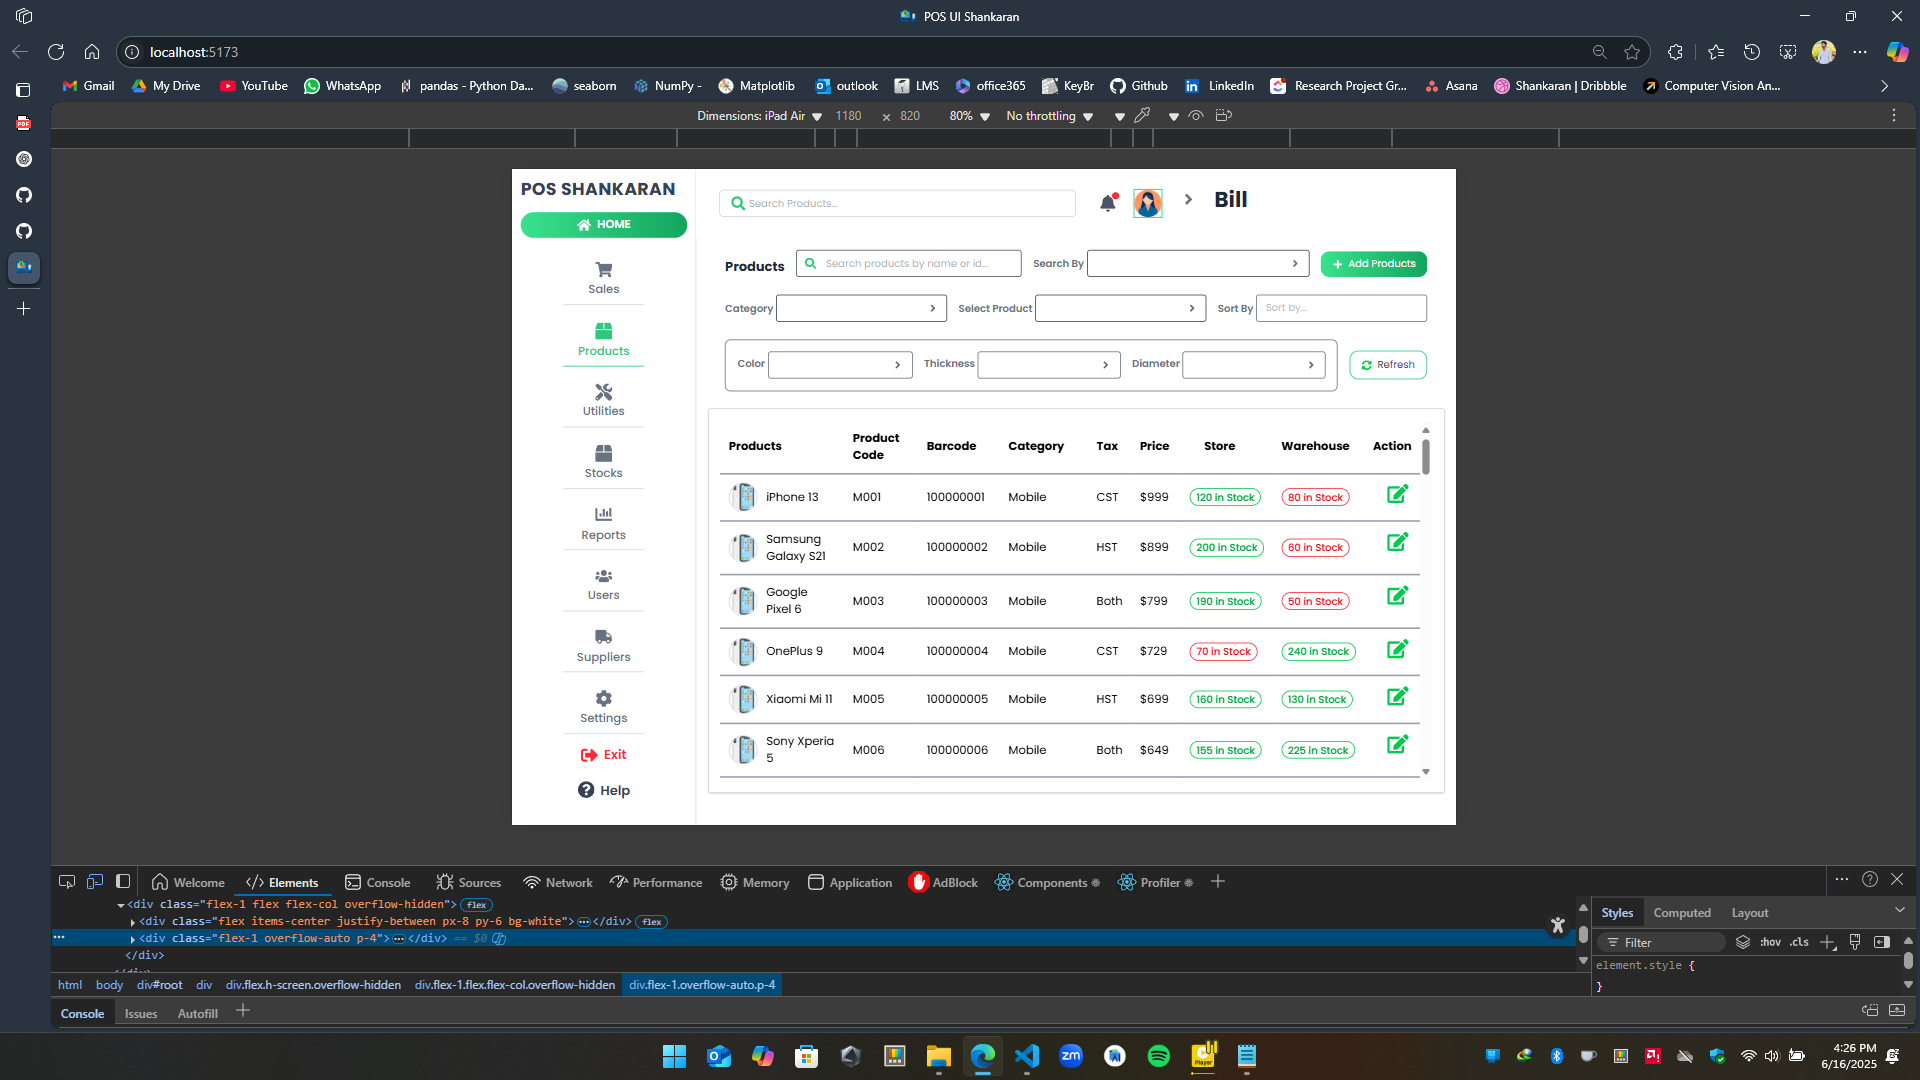 POS UI Shankaran
localhost:5173
Gmail My Drive YouTube WhatsApp pandas - Python Da... seaborn NumPy - Matplotlib outlook LMS office365 KeyBr Github LinkedIn Research Project Gr... Asana Shankaran | Dribbble Computer Vision An...
Dimensions: iPad Air 1180 × 820 80% No throttling
POS SHANKARAN
HOME
Sales
Products
Utilities
Stocks
Reports
Users
Suppliers
Settings
Exit
Help
Search Products...
Bill
Products Search products by name or id... Search By + Add Products
Category Select Product Sort By Sort by...
Color Thickness Diameter Refresh
Products Product Code Barcode Category Tax Price Store Warehouse Action
iPhone 13 M001 100000001 Mobile CST $999 120 in Stock 80 in Stock
Samsung Galaxy S21 M002 100000002 Mobile HST $899 200 in Stock 60 in Stock
Google Pixel 6 M003 100000003 Mobile Both $799 190 in Stock 50 in Stock
OnePlus 9 M004 100000004 Mobile CST $729 70 in Stock 240 in Stock
Xiaomi Mi 11 M005 100000005 Mobile HST $699 160 in Stock 130 in Stock
Sony Xperia 5 M006 100000006 Mobile Both $649 155 in Stock 225 in Stock
Welcome Elements Console Sources Network Performance Memory Application AdBlock Components Profiler
<div class="flex-1 flex flex-col overflow-hidden"> flex
<div class="flex items-center justify-between px-8 py-6 bg-white"> </div> flex
<div class="flex-1 overflow-auto p-4"> </div> == $0
</div>
html body div#root div div.flex.h-screen.overflow-hidden div.flex-1.flex.flex-col.overflow-hidden div.flex-1.overflow-auto.p-4
Styles Computed Layout
Filter :hov .cls
element.style {
}
Console Issues Autofill
zm
Player
4:26 PM
6/16/2025